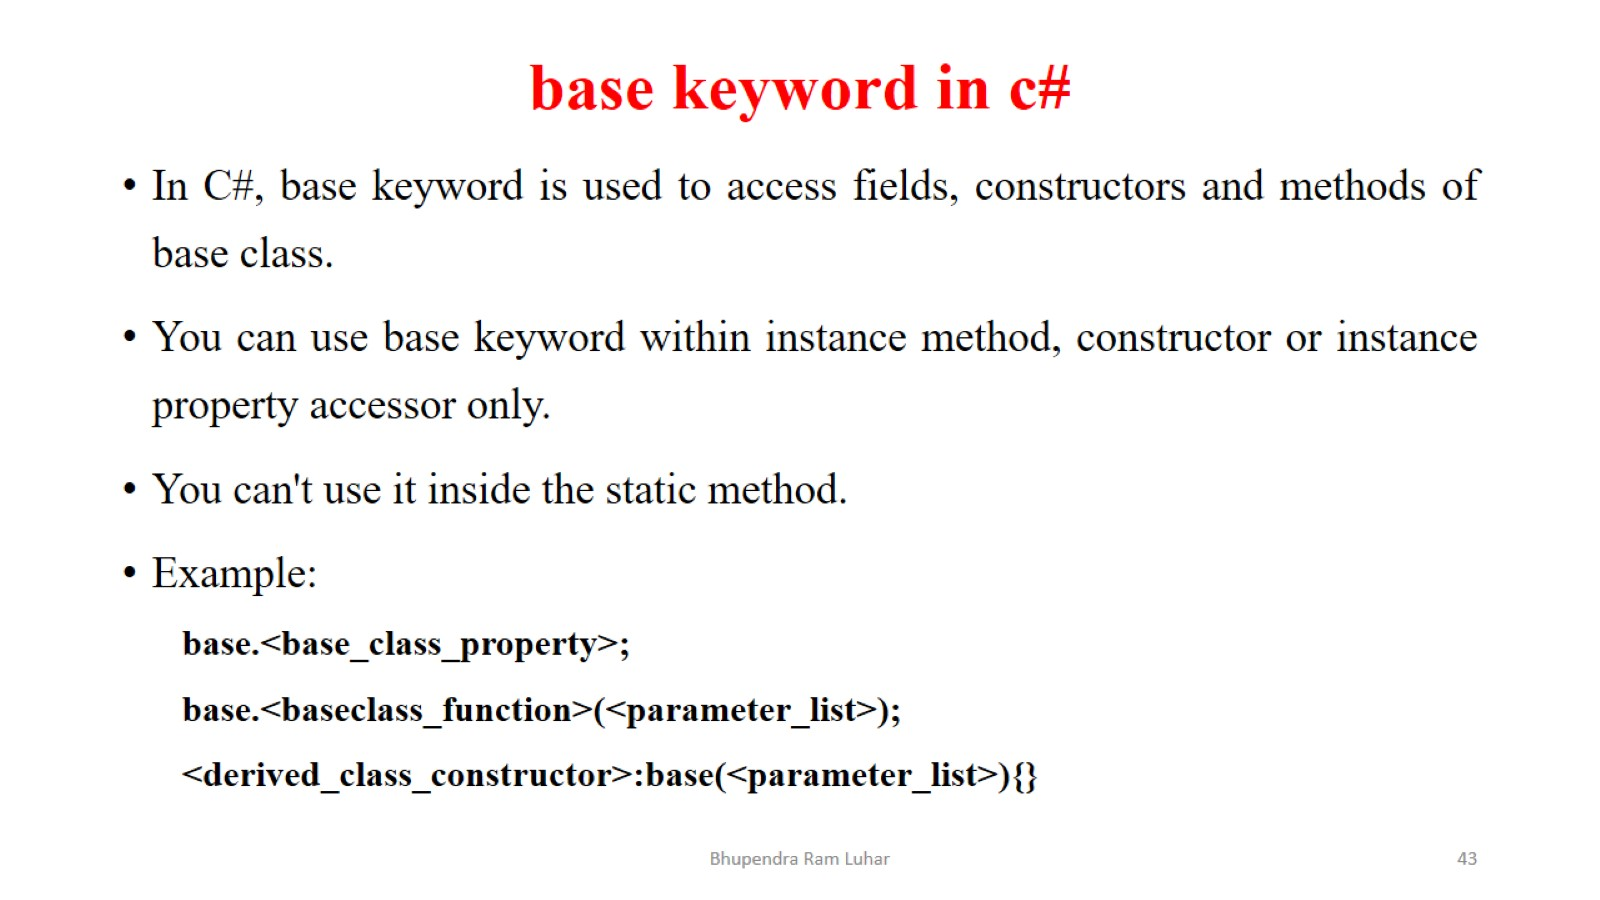 base keyword in c#
• In C#, base keyword is used to access fields, constructors and methods of
base class.
• You can use base keyword within instance method, constructor or instance
property accessor only.
• You can't use it inside the static method.
• Example:
base.<base_class_property>;
base.<baseclass_function>(<parameter_list>);
<derived_class_constructor>:base(<parameter_list>){}
Bhupendra Ram Luhar
43